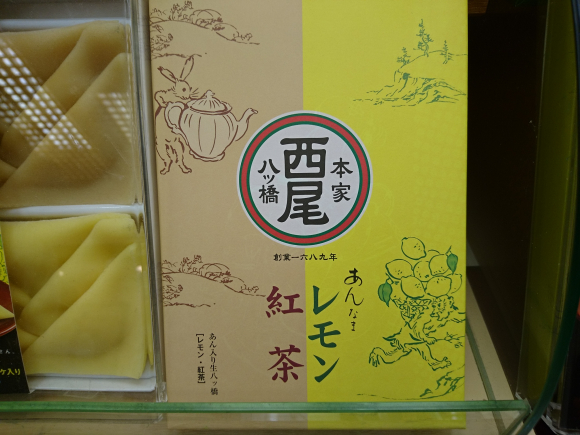 本家
西尾
八ッ橋
創業一六八九年
あんなま
レモン
紅茶
あん入り生八ッ橋
[レモン・紅茶]